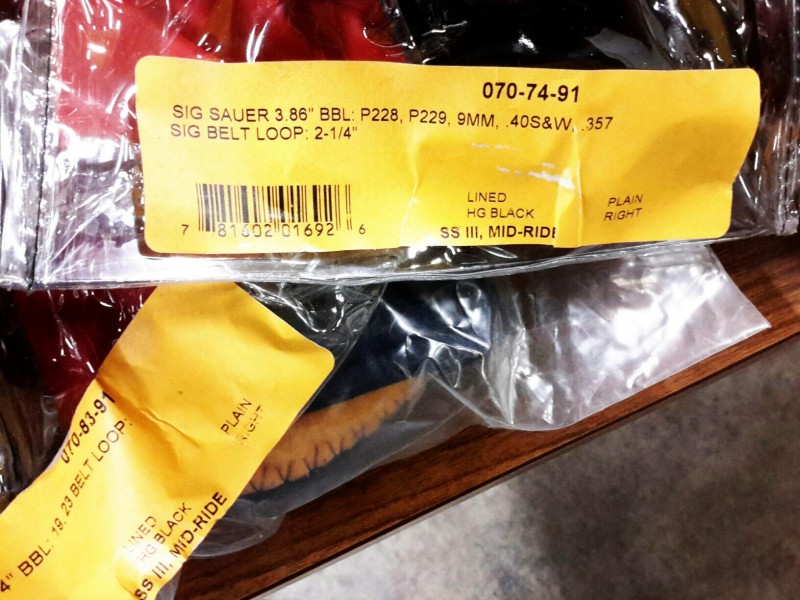 070-74-91
SIG SAUER 3.86" BBL: P228, P229, 9MM, .40S&W, .357
SIG BELT LOOP: 2-1/4"
LINED PLAIN
HG BLACK RIGHT
7 81602 01692 6
SS III, MID-RIDE
070-83-91
4" BBL: 19, 23 BELT LOOP:
PLAIN
RIGHT
LINED
HG BLACK
SS III, MID-RIDE